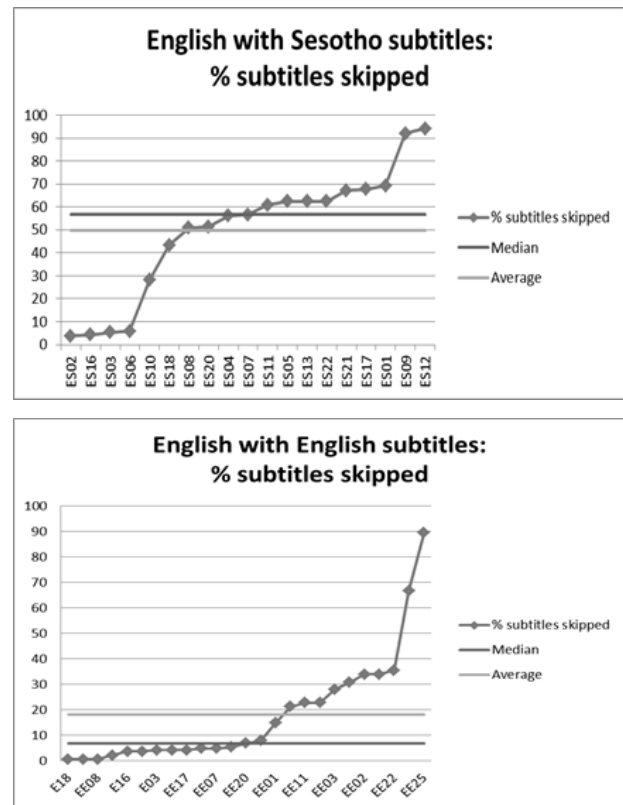 English with Sesotho subtitles:
% subtitles skipped
100
90
80
70
60
50
40
30
20
10
0
% subtitles skipped
Median
Average
ES02 ES16 ES03 ES06 ES10 ES18 ES08 ES20 ES04 ES07 ES11 ES05 ES13 ES22 ES21 ES17 ES01 ES09 ES12
English with English subtitles:
% subtitles skipped
100
90
80
70
60
50
40
30
20
10
0
% subtitles skipped
Median
Average
E18 EE08 E16 E03 EE17 EE07 EE20 EE01 EE11 EE03 EE02 EE22 EE25